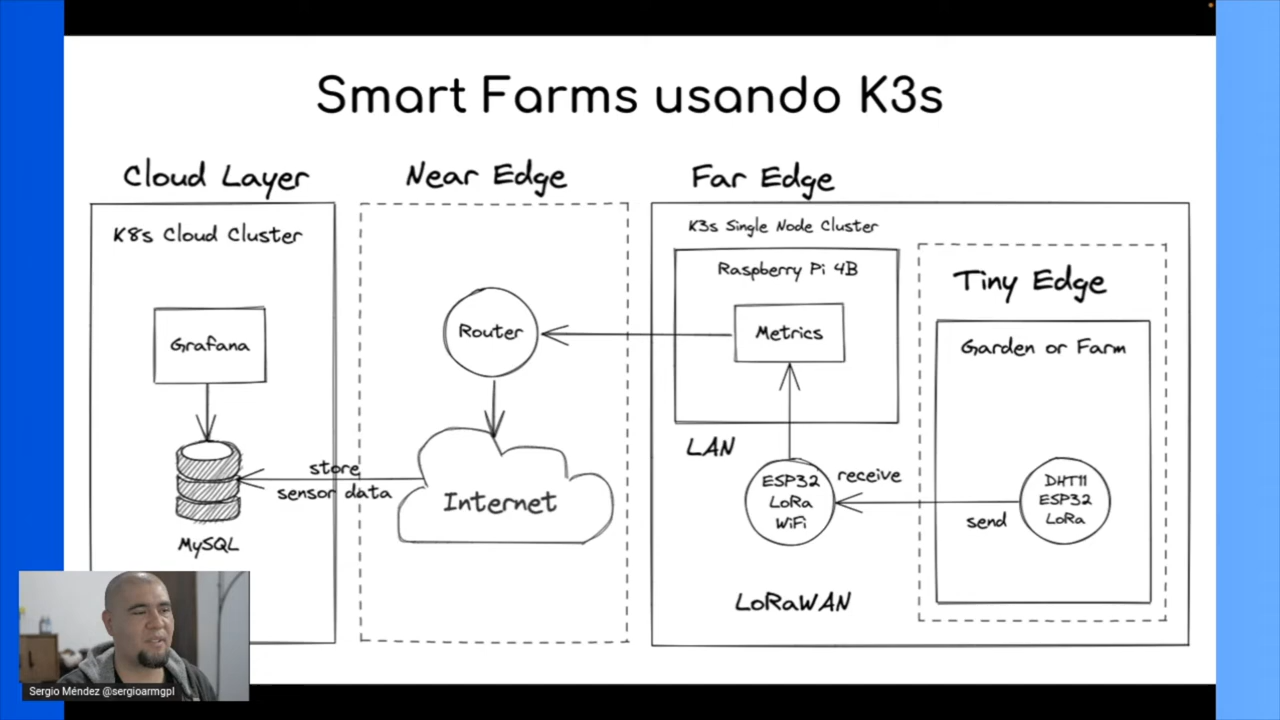 Smart Farms usando K3s
Cloud Layer
K8s Cloud Cluster
Grafana
MySQL
store
sensor data
Near Edge
Router
Internet
Far Edge
K3s Single Node Cluster
Raspberry Pi 4B
Metrics
LAN
ESP32
LoRa
WiFi
receive
LoRaWAN
Tiny Edge
Garden or Farm
send
DHT11
ESP32
LoRa
Sergio Méndez @sergioarmgpl